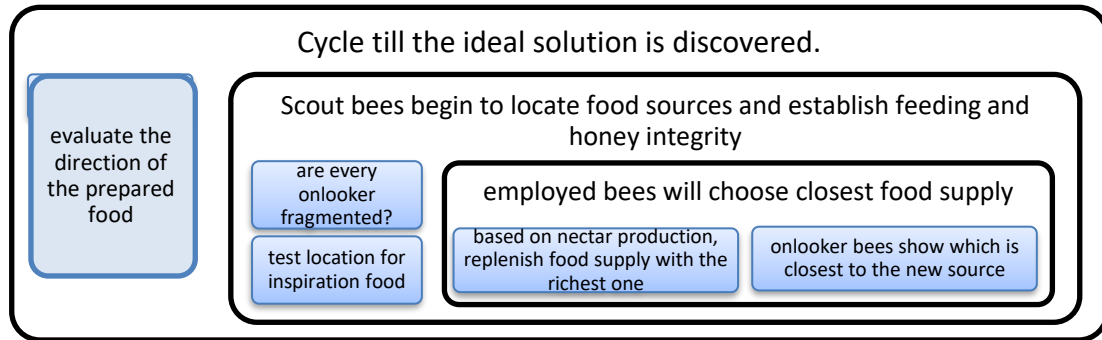 Cycle till the ideal solution is discovered.
evaluate the
direction of
the prepared
food
Scout bees begin to locate food sources and establish feeding and
honey integrity
are every
onlooker
fragmented?
test location for
inspiration food
employed bees will choose closest food supply
based on nectar production,
replenish food supply with the
richest one
onlooker bees show which is
closest to the new source